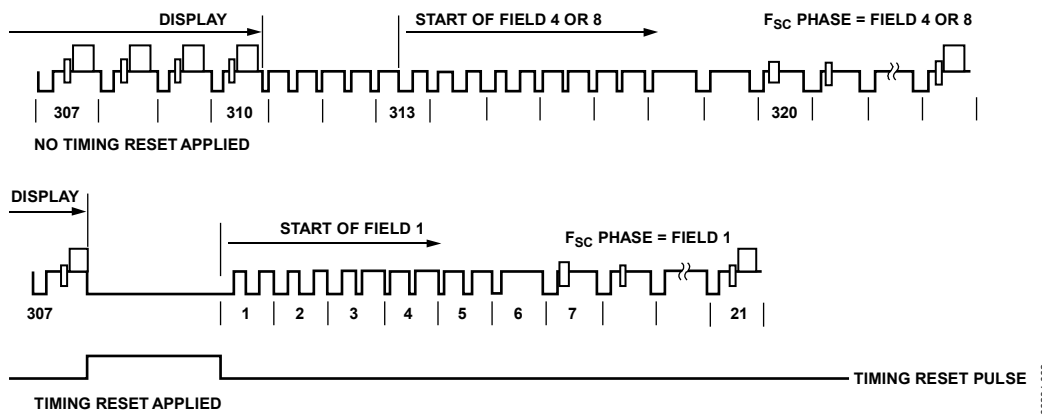 DISPLAY
START OF FIELD 4 OR 8
FSC PHASE = FIELD 4 OR 8
307
310
313
320
NO TIMING RESET APPLIED
DISPLAY
START OF FIELD 1
FSC PHASE = FIELD 1
307
1
2
3
4
5
6
7
21
TIMING RESET PULSE
TIMING RESET APPLIED